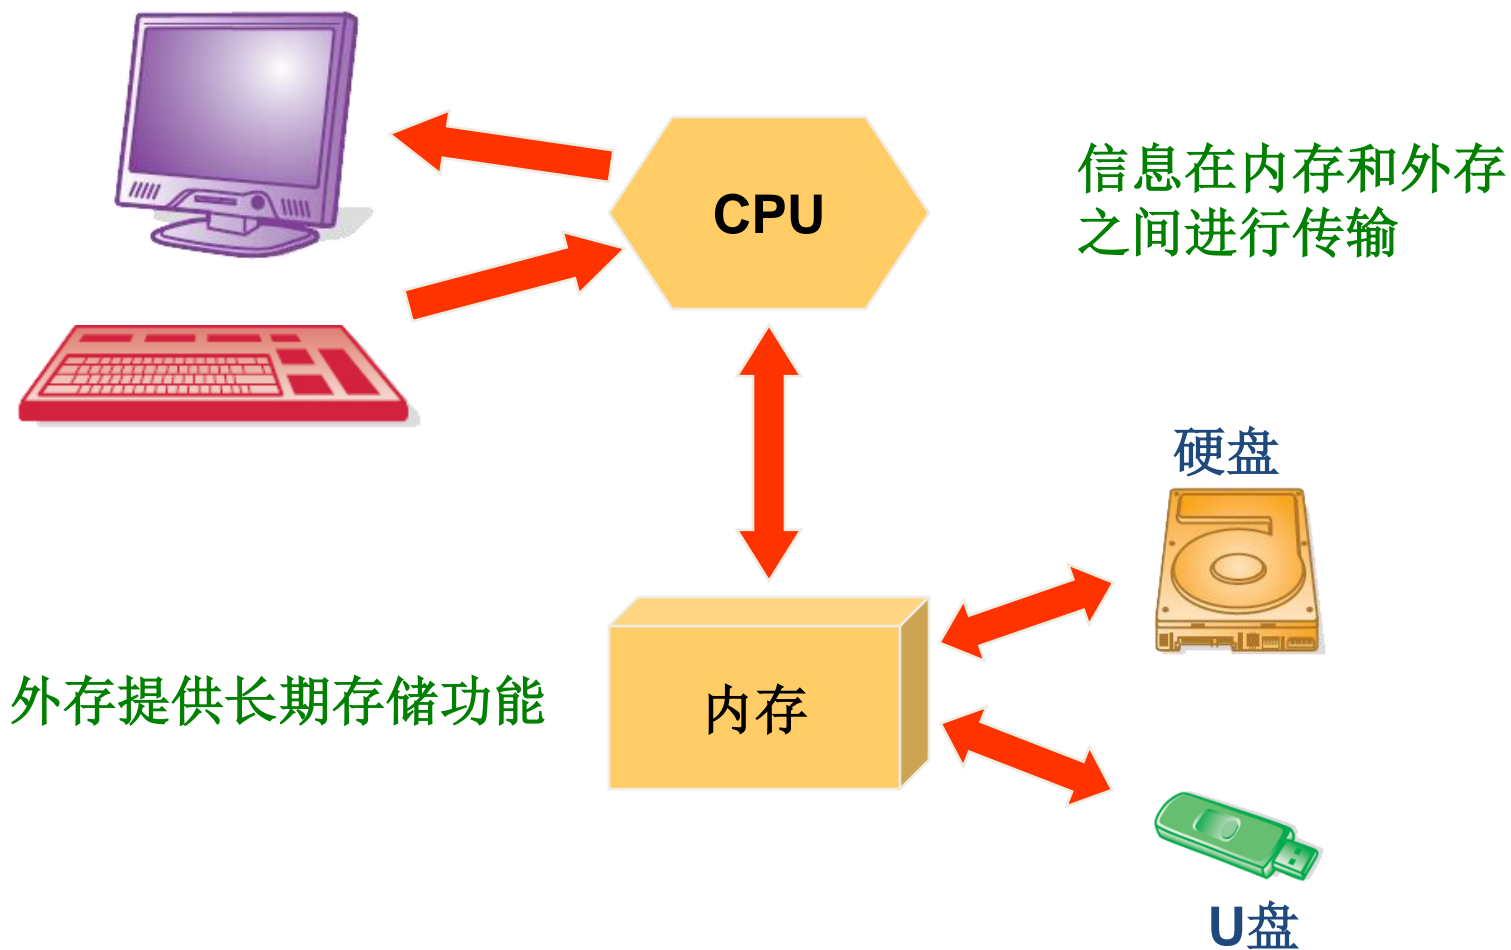 CPU
信息在内存和外存
之间进行传输
硬盘
外存提供长期存储功能
内存
U盘